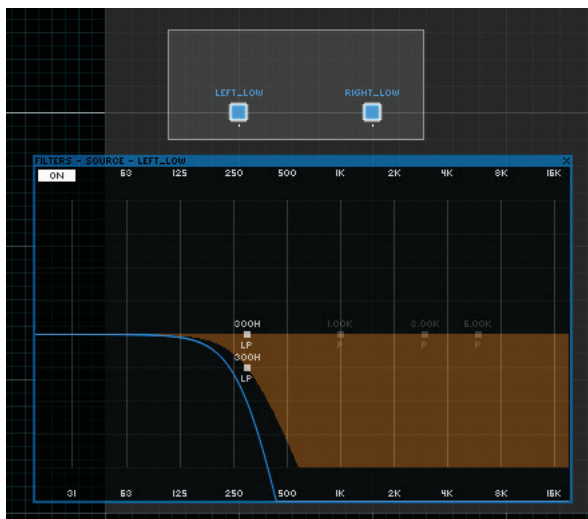 LEFT_LOW RIGHT_LOW
FILTERS - SOURCE - LEFT_LOW X
ON 63 125 250 500 1K 2K 4K 8K 16K
300H 1.00K 3.00K 6.00K
LP P P P
300H
LP
31 63 125 250 500 1K 2K 4K 8K 16K